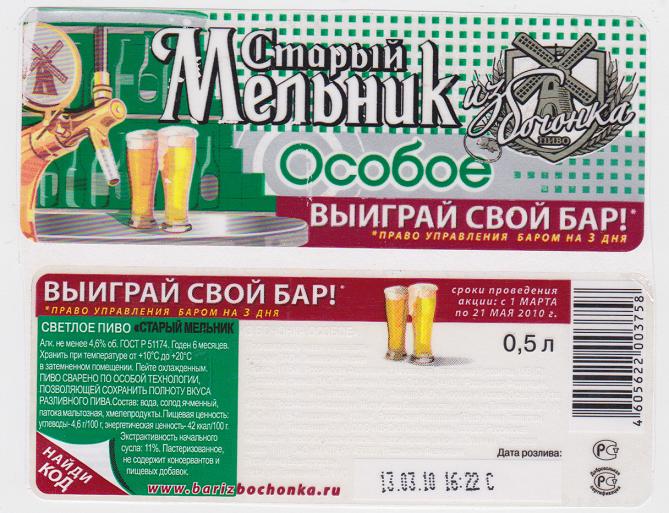 Старый
Мельник
из бочонка
ПИВО
Особое
ВЫИГРАЙ СВОЙ БАР!*
*ПРАВО УПРАВЛЕНИЯ БАРОМ НА 3 ДНЯ
ВЫИГРАЙ СВОЙ БАР!*
*ПРАВО УПРАВЛЕНИЯ БАРОМ НА 3 ДНЯ
сроки проведения
акции: с 1 МАРТА
по 21 МАЯ 2010 г.
СВЕТЛОЕ ПИВО «СТАРЫЙ МЕЛЬНИК
Алк. не менее 4,6% об. ГОСТ Р 51174. Годен 6 месяцев.
Хранить при температуре от +10°С до +20°С
в затемненном помещении. Пейте охлажденным.
ПИВО СВАРЕНО ПО ОСОБОЙ ТЕХНОЛОГИИ,
ПОЗВОЛЯЮЩЕЙ СОХРАНИТЬ ПОЛНОТУ ВКУСА
РАЗЛИВНОГО ПИВА.Состав: вода, солод ячменный,
патока мальтозная, хмелепродукты. Пищевая ценность:
углеводы- 4,6 г/100 г, энергетическая ценность- 42 ккал/100 г.
Экстрактивность начального
сусла: 11%. Пастеризованное,
не содержит консервантов и
пищевых добавок.
НАЙДИ
КОД
www.barizbochonka.ru
0,5 л
4 605622 003758
Дата розлива:
13.03.10 16:22 С
РС
РС
Добровольная
сертификация